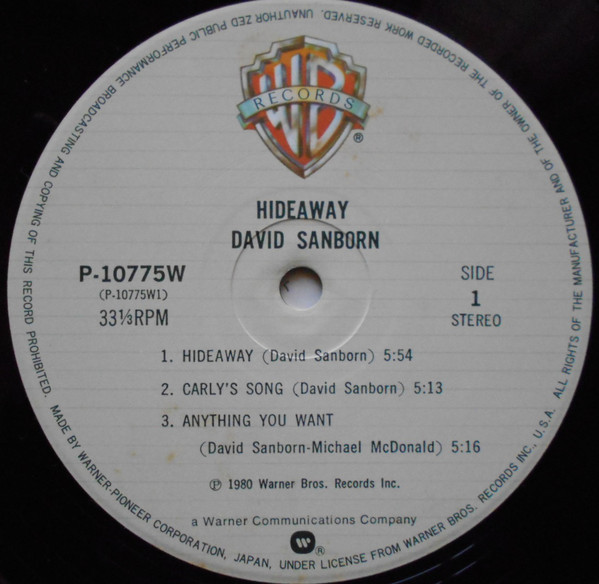 WB
RECORDS
®
HIDEAWAY
DAVID SANBORN
P-10775W
(P-10775W1)
33⅓RPM
SIDE
1
STEREO
1. HIDEAWAY (David Sanborn) 5:54
2. CARLY'S SONG (David Sanborn) 5:13
3. ANYTHING YOU WANT
(David Sanborn-Michael McDonald) 5:16
℗ 1980 Warner Bros. Records Inc.
a Warner Communications Company
®
MADE BY WARNER-PIONEER CORPORATION, JAPAN, UNDER LICENSE FROM WARNER BROS. RECORDS INC., U.S.A. ALL RIGHTS OF THE MANUFACTURER AND OF THE OWNER OF THE RECORDED WORK RESERVED. UNAUTHORIZED PUBLIC PERFORMANCE BROADCASTING AND COPYING OF THIS RECORD PROHIBITED.